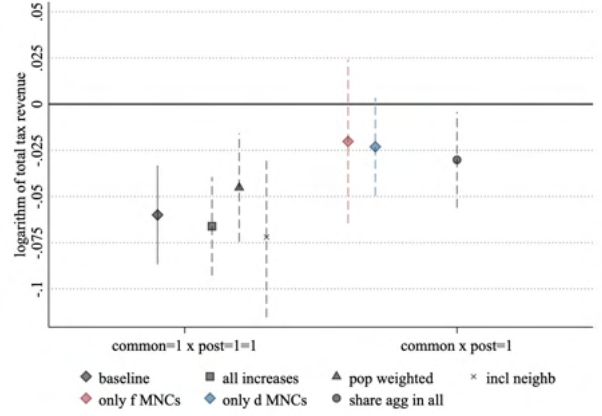 .05
.025
0
-.025
-.05
-.075
-.1
logarithm of total tax revenue
common=1 x post=1=1 common x post=1
baseline all increases pop weighted incl neighb
only f MNCs only d MNCs share agg in all